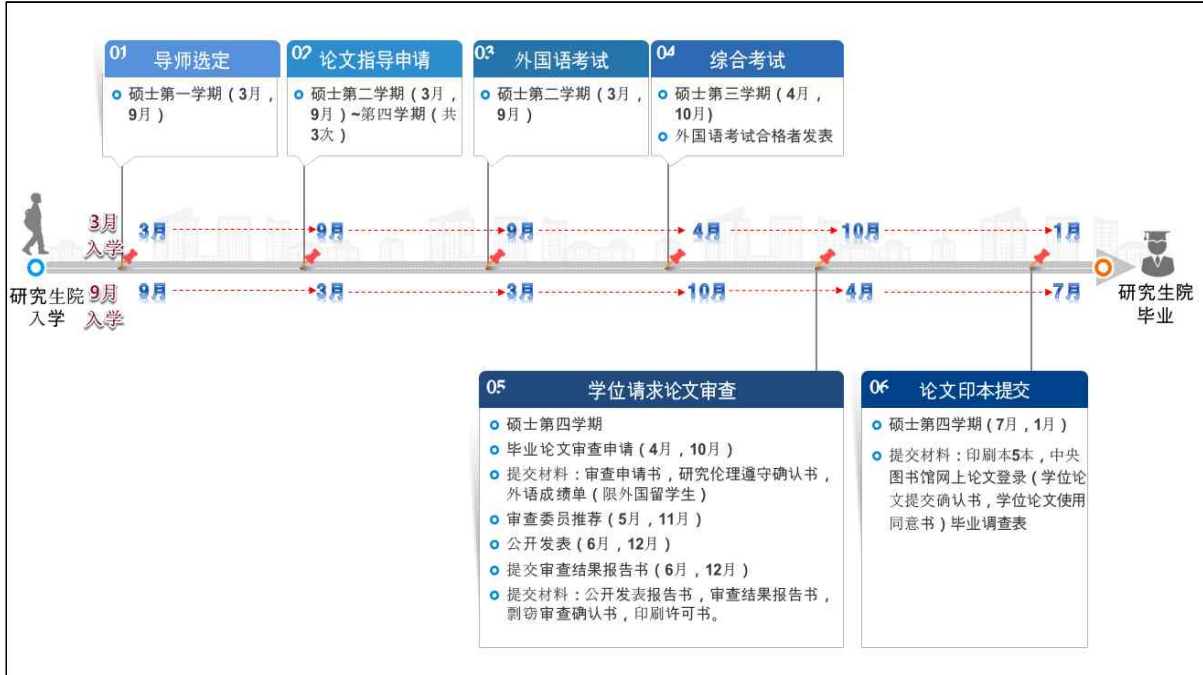 01 导师选定
硕士第一学期（3月，
9月）
02 论文指导申请
硕士第二学期（3月，
9月）~第四学期（共
3次）
03 外国语考试
硕士第二学期（3月，
9月）
04 综合考试
硕士第三学期（4月，
10月)
外国语考试合格者发表
3月
入学
3月 9月 9月 4月 10月 1月
研究生院
入学
9月
入学
9月 3月 3月 10月 4月 7月
研究生院
毕业
05 学位请求论文审查
硕士第四学期
毕业论文审查申请（4月，10月）
提交材料：审查申请书，研究伦理遵守确认书，
外语成绩单（限外国留学生）
审查委员推荐（5月，11月）
公开发表（6月，12月）
提交审查结果报告书（6月，12月）
提交材料：公开发表报告书，审查结果报告书，
剽窃审查确认书，印刷许可书。
06 论文印本提交
硕士第四学期（7月，1月）
提交材料：印刷本5本，中央
图书馆网上论文登录（学位论
文提交确认书，学位论文使用
同意书）毕业调查表